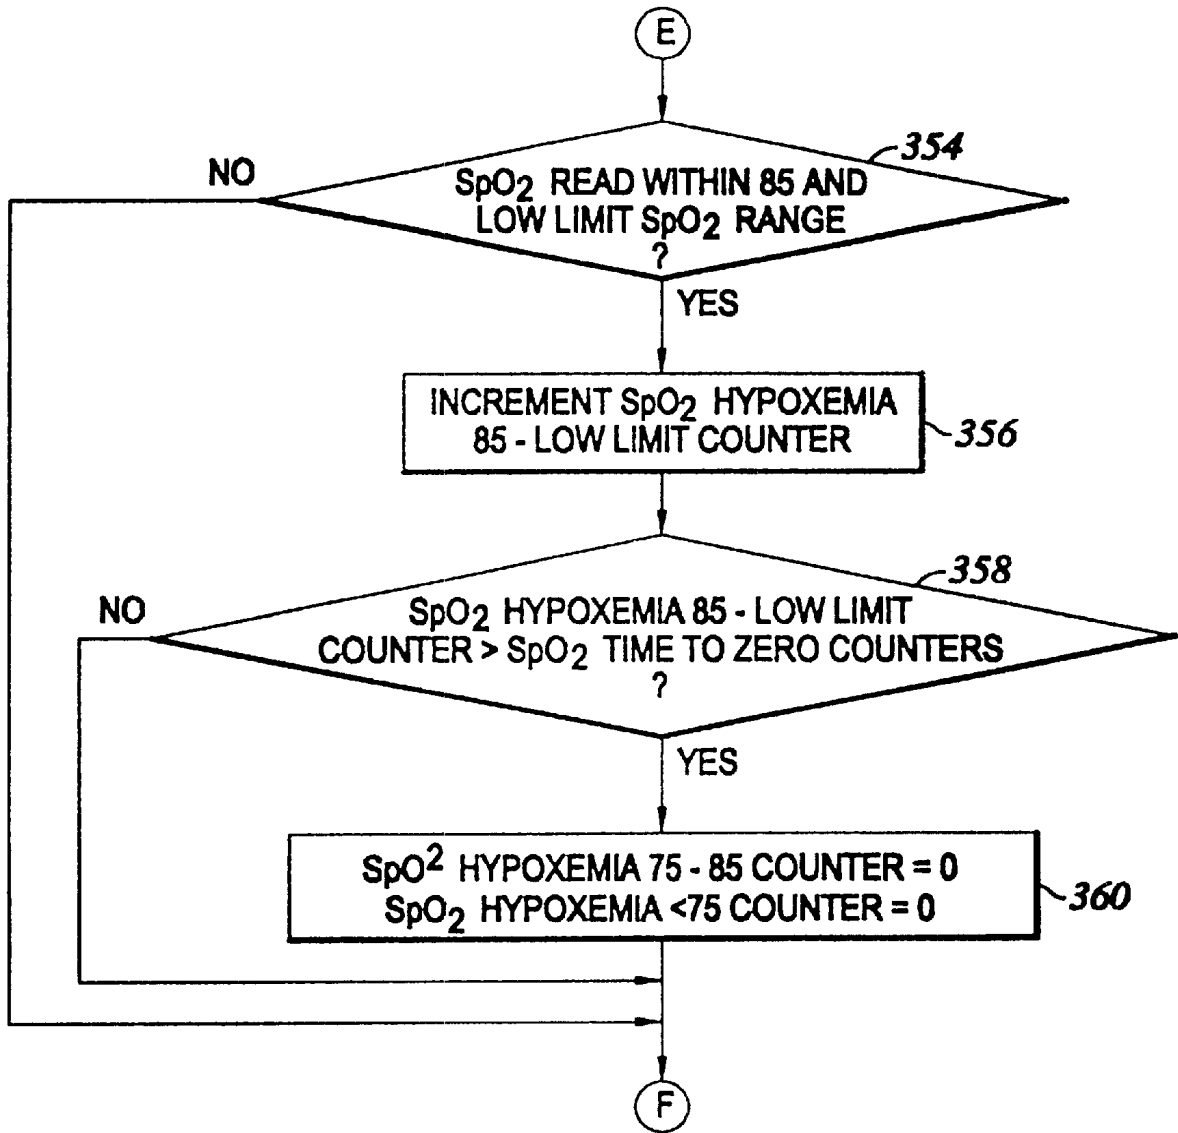 E
354
NO
SpO₂ READ WITHIN 85 AND
LOW LIMIT SpO₂ RANGE
?
YES
INCREMENT SpO₂ HYPOXEMIA
85 - LOW LIMIT COUNTER
356
358
NO
SpO₂ HYPOXEMIA 85 - LOW LIMIT
COUNTER > SpO₂ TIME TO ZERO COUNTERS
?
YES
SpO² HYPOXEMIA 75 - 85 COUNTER = 0
SpO₂ HYPOXEMIA <75 COUNTER = 0
360
F